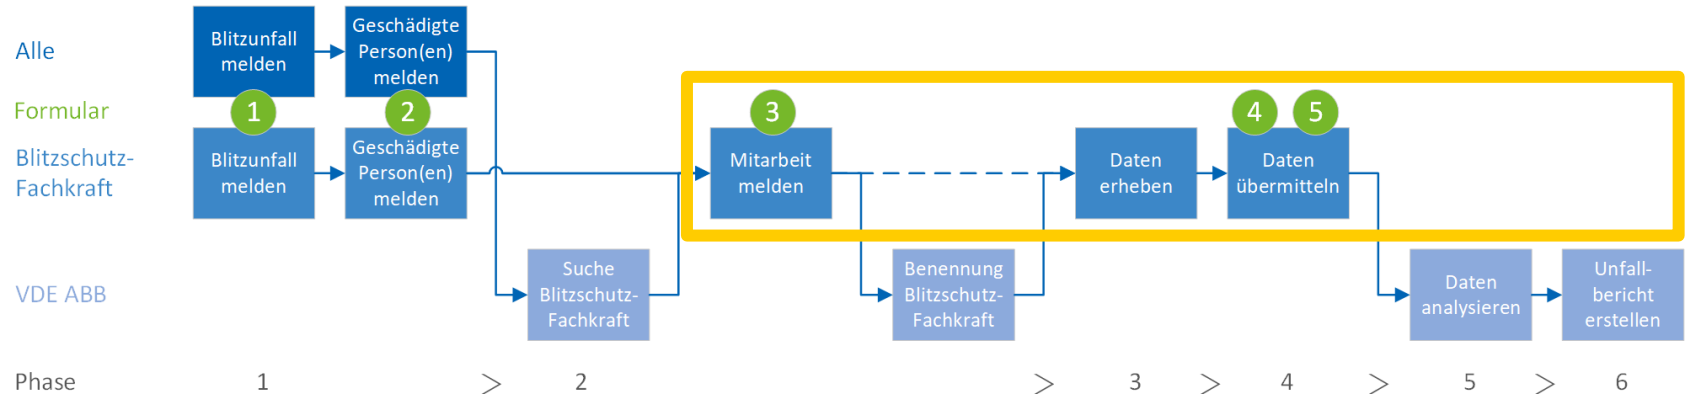 Alle
Blitzunfall
melden
Geschädigte
Person(en)
melden
Formular
1
2
3
4
5
Blitzschutz-
Fachkraft
Blitzunfall
melden
Geschädigte
Person(en)
melden
Mitarbeit
melden
Daten
erheben
Daten
übermitteln
VDE ABB
Suche
Blitzschutz-
Fachkraft
Benennung
Blitzschutz-
Fachkraft
Daten
analysieren
Unfall-
bericht
erstellen
Phase 1 > 2 > 3 > 4 > 5 > 6